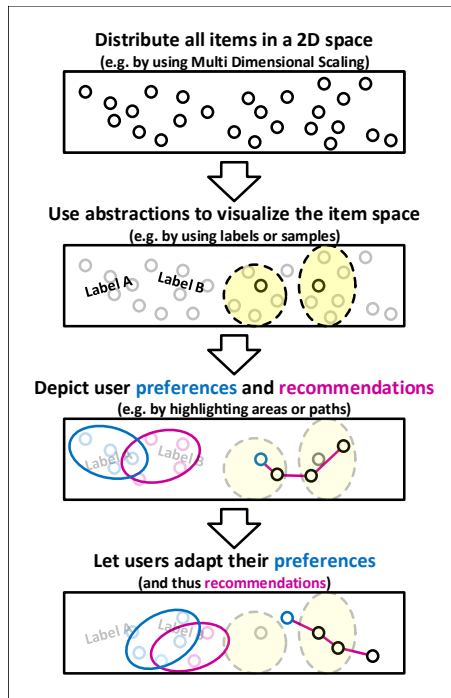 Distribute all items in a 2D space
(e.g. by using Multi Dimensional Scaling)
Use abstractions to visualize the item space
(e.g. by using labels or samples)
Label A
Label B
Depict user preferences and recommendations
(e.g. by highlighting areas or paths)
Label A
Label B
Let users adapt their preferences
(and thus recommendations)
Label A
Label B